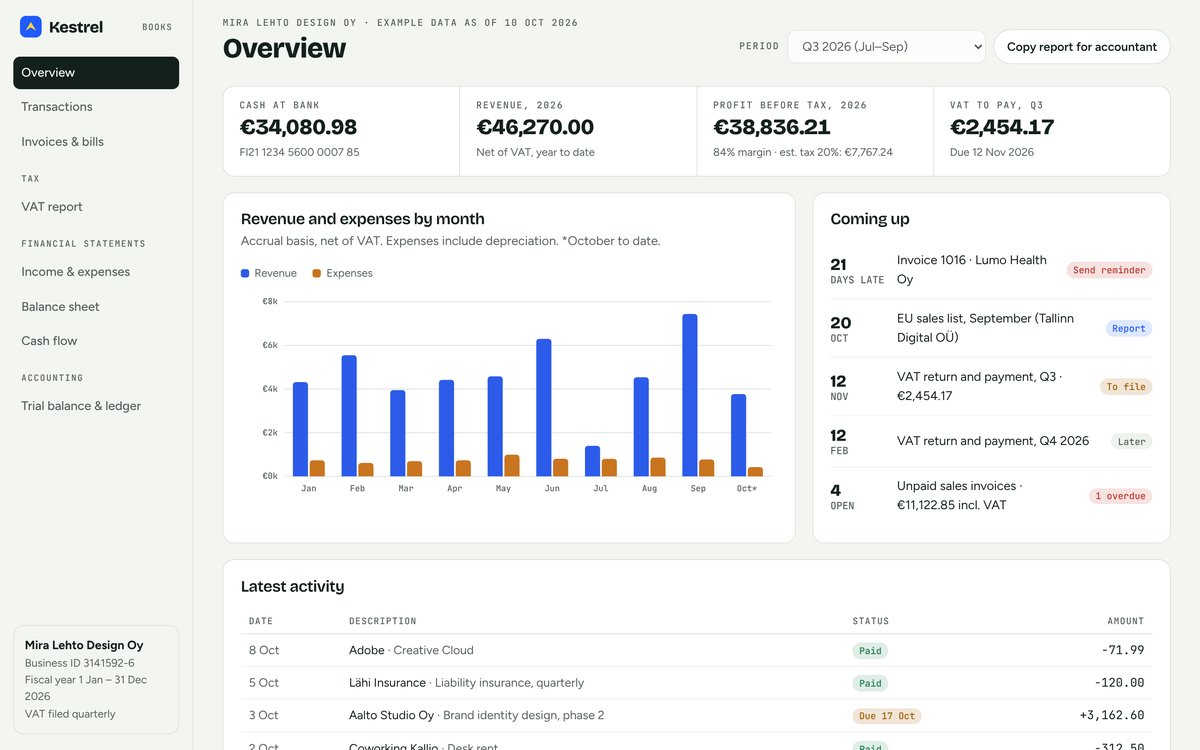 Kestrel
BOOKS
Overview
Transactions
Invoices & bills
TAX
VAT report
FINANCIAL STATEMENTS
Income & expenses
Balance sheet
Cash flow
ACCOUNTING
Trial balance & ledger
Mira Lehto Design Oy
Business ID 3141592-6
Fiscal year 1 Jan – 31 Dec
2026
VAT filed quarterly
MIRA LEHTO DESIGN OY · EXAMPLE DATA AS OF 10 OCT 2026
Overview
PERIOD
Q3 2026 (Jul–Sep)
Copy report for accountant
CASH AT BANK
€34,080.98
FI21 1234 5600 0007 85
REVENUE, 2026
€46,270.00
Net of VAT, year to date
PROFIT BEFORE TAX, 2026
€38,836.21
84% margin · est. tax 20%: €7,767.24
VAT TO PAY, Q3
€2,454.17
Due 12 Nov 2026
Revenue and expenses by month
Accrual basis, net of VAT. Expenses include depreciation. *October to date.
Revenue
Expenses
€8k
€6k
€4k
€2k
€0k
Jan Feb Mar Apr May Jun Jul Aug Sep Oct*
Coming up
21
DAYS LATE
Invoice 1016 · Lumo Health
Oy
Send reminder
20
OCT
EU sales list, September (Tallinn
Digital OÜ)
Report
12
NOV
VAT return and payment, Q3 ·
€2,454.17
To file
12
FEB
VAT return and payment, Q4 2026
Later
4
OPEN
Unpaid sales invoices ·
€11,122.85 incl. VAT
1 overdue
Latest activity
DATE DESCRIPTION STATUS AMOUNT
8 Oct Adobe · Creative Cloud Paid -71.99
5 Oct Lähi Insurance · Liability insurance, quarterly Paid -120.00
3 Oct Aalto Studio Oy · Brand identity design, phase 2 Due 17 Oct +3,162.60
2 Oct Coworking Kallio · Desk rent Paid -312.50